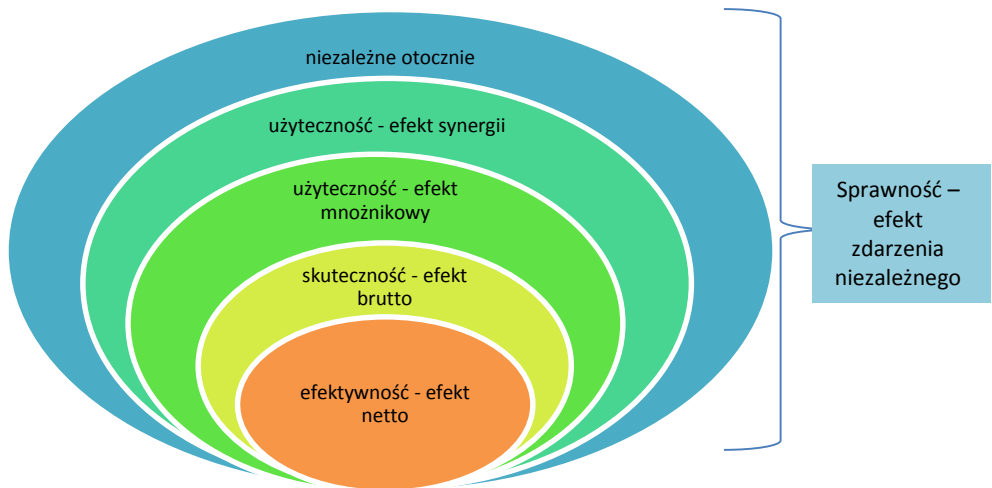 niezależne otocznie
użyteczność - efekt synergii
użyteczność - efekt
mnożnikowy
skuteczność - efekt
brutto
efektywność - efekt
netto
Sprawność –
efekt
zdarzenia
niezależnego